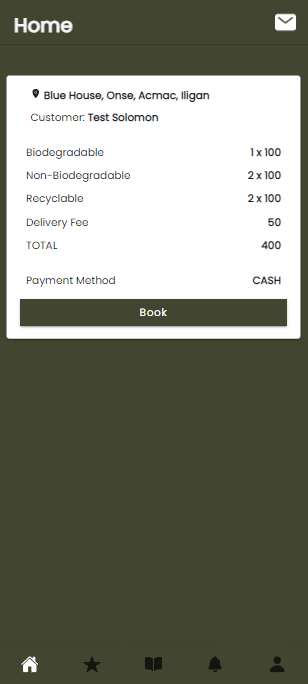 Home
Blue House, Onse, Acmac, Iligan
Customer: Test Solomon
Biodegradable 1 x 100
Non-Biodegradable 2 x 100
Recyclable 2 x 100
Delivery Fee 50
TOTAL 400
Payment Method CASH
Book